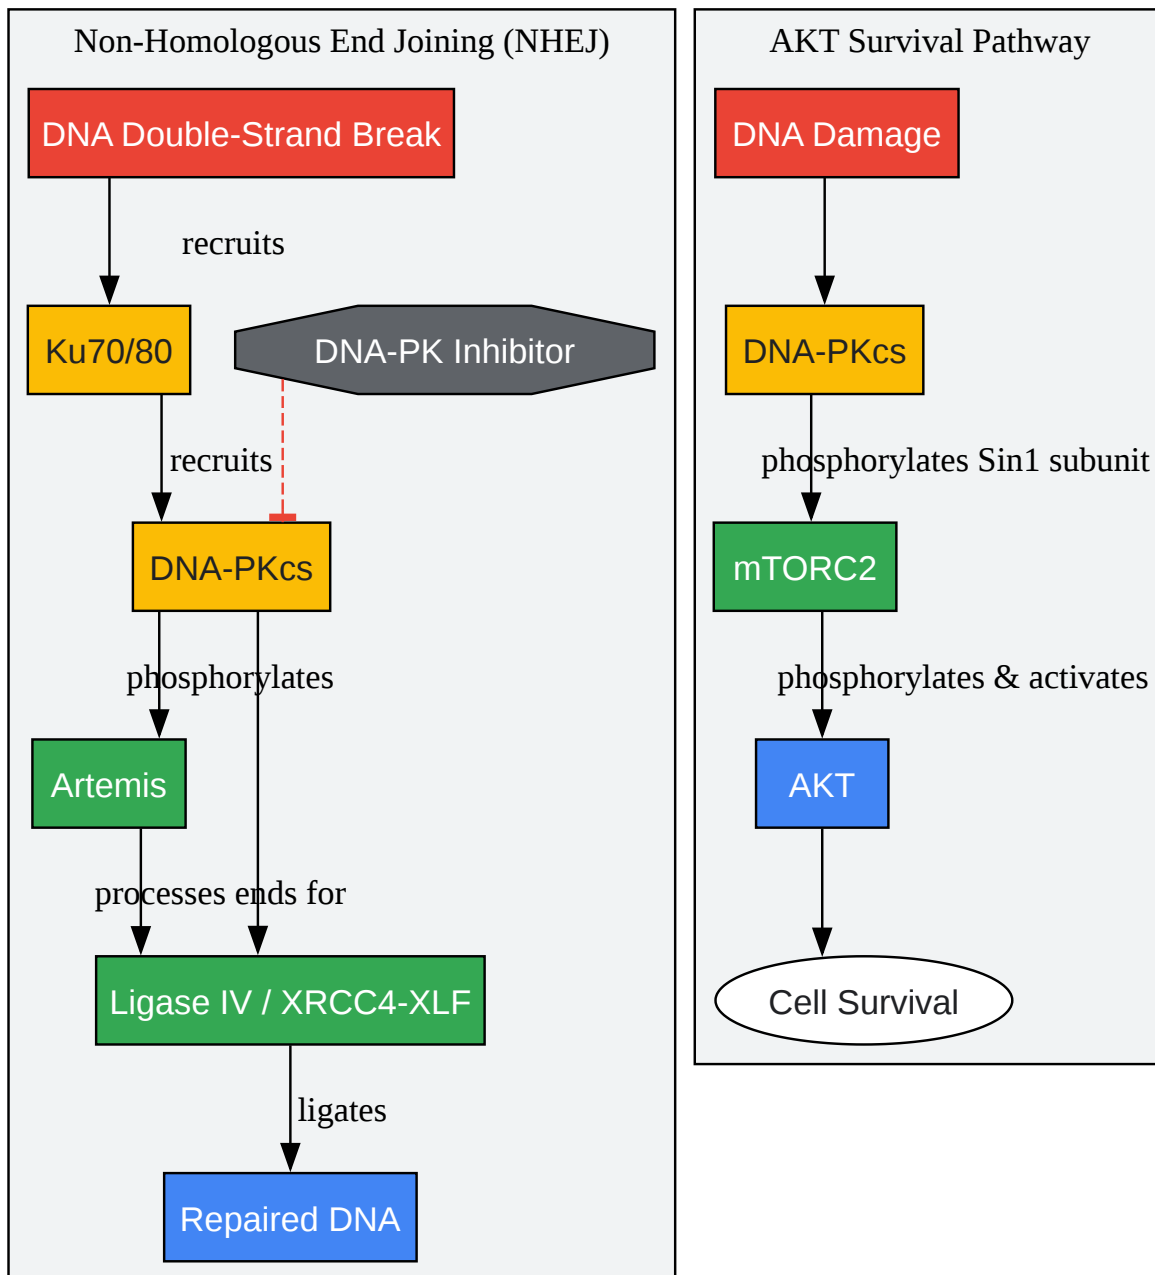 Non-Homologous End Joining (NHEJ)
DNA Double-Strand Break
recruits
Ku70/80
DNA-PK Inhibitor
recruits
DNA-PKcs
phosphorylates
Artemis
processes ends for
Ligase IV / XRCC4-XLF
ligates
Repaired DNA
AKT Survival Pathway
DNA Damage
DNA-PKcs
phosphorylates Sin1 subunit
mTORC2
phosphorylates & activates
AKT
Cell Survival